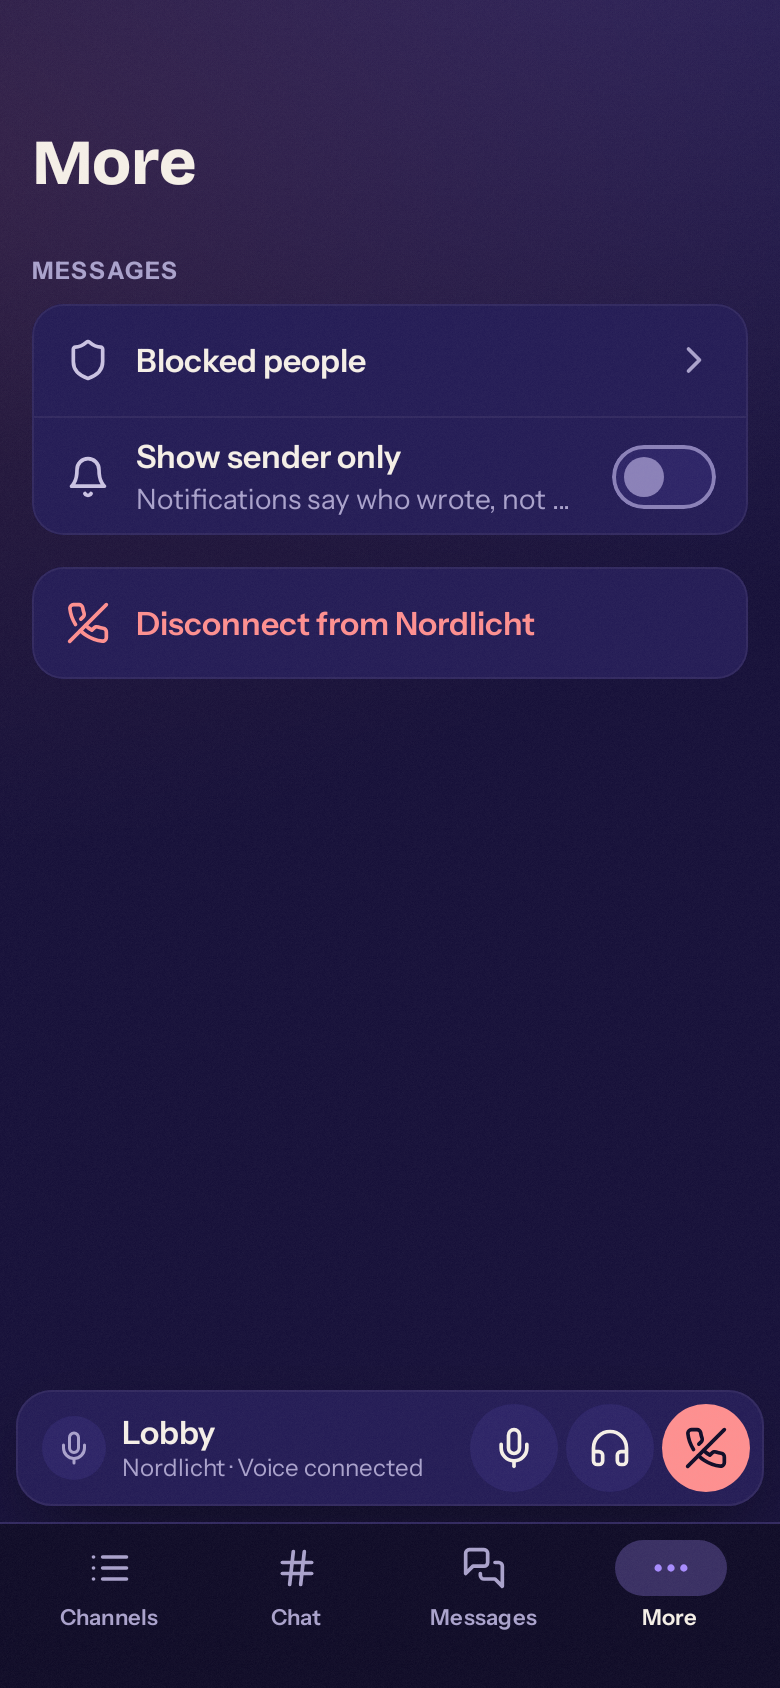 More
MESSAGES
Blocked people
Show sender only
Notifications say who wrote, not ...
Disconnect from Nordlicht
Lobby
Nordlicht · Voice connected
Channels
Chat
Messages
More